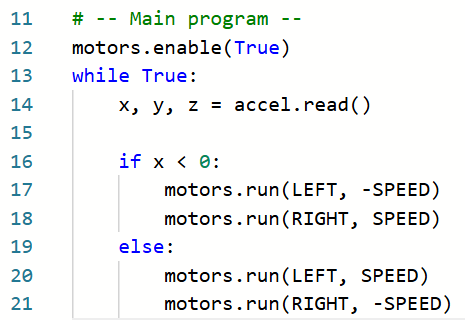 11 # -- Main program --
12 motors.enable(True)
13 while True:
14     x, y, z = accel.read()
15
16     if x < 0:
17         motors.run(LEFT, -SPEED)
18         motors.run(RIGHT, SPEED)
19     else:
20         motors.run(LEFT, SPEED)
21         motors.run(RIGHT, -SPEED)